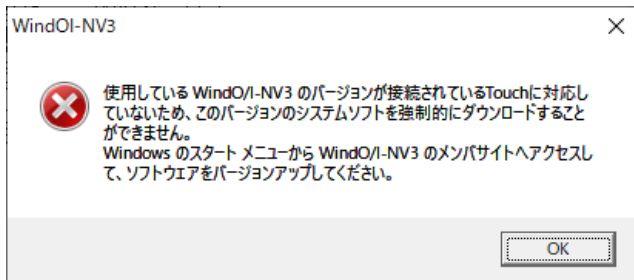 WindOI-NV3
使用している WindO/I-NV3 のバージョンが接続されているTouchに対応し
ていないため、このバージョンのシステムソフトを強制的にダウンロードすること
ができません。
Windows のスタート メニューから WindO/I-NV3 のメンバサイトへアクセスし
て、ソフトウェアをバージョンアップしてください。
OK